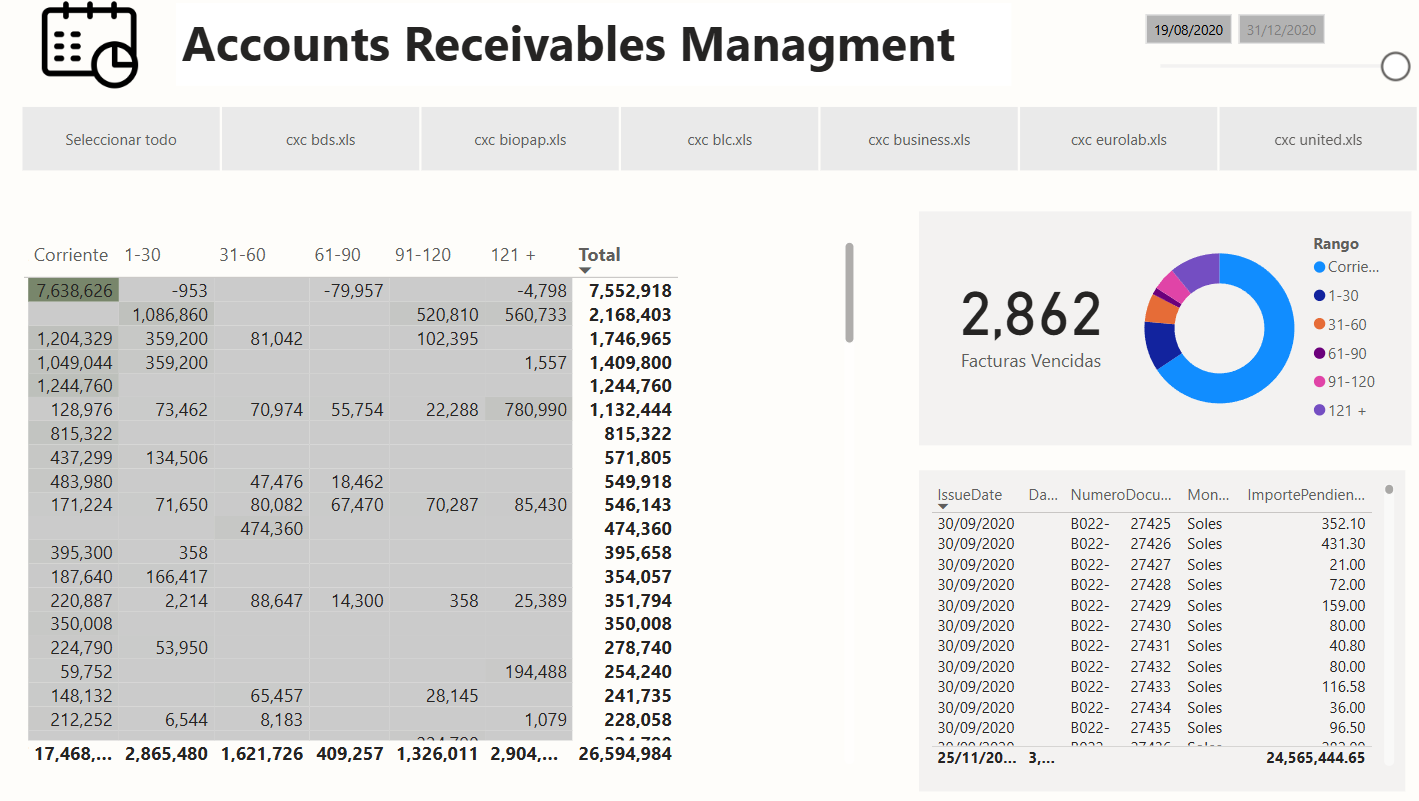 Accounts Receivables Managment
19/08/2020 31/12/2020
Seleccionar todo cxc bds.xls cxc biopap.xls cxc blc.xls cxc business.xls cxc eurolab.xls cxc united.xls
Corriente 1-30 31-60 61-90 91-120 121 + Total
7,638,626 -953 -79,957 -4,798 7,552,918
1,086,860 520,810 560,733 2,168,403
1,204,329 359,200 81,042 102,395 1,746,965
1,049,044 359,200 1,557 1,409,800
1,244,760 1,244,760
128,976 73,462 70,974 55,754 22,288 780,990 1,132,444
815,322 815,322
437,299 134,506 571,805
483,980 47,476 18,462 549,918
171,224 71,650 80,082 67,470 70,287 85,430 546,143
474,360 474,360
395,300 358 395,658
187,640 166,417 354,057
220,887 2,214 88,647 14,300 358 25,389 351,794
350,008 350,008
224,790 53,950 278,740
59,752 194,488 254,240
148,132 65,457 28,145 241,735
212,252 6,544 8,183 1,079 228,058
17,468,... 2,865,480 1,621,726 409,257 1,326,011 2,904,... 26,594,984
2,862
Facturas Vencidas
Rango
Corrie...
1-30
31-60
61-90
91-120
121 +
IssueDate Da... NumeroDocu... Mon... ImportePendien...
30/09/2020 B022- 27425 Soles 352.10
30/09/2020 B022- 27426 Soles 431.30
30/09/2020 B022- 27427 Soles 21.00
30/09/2020 B022- 27428 Soles 72.00
30/09/2020 B022- 27429 Soles 159.00
30/09/2020 B022- 27430 Soles 80.00
30/09/2020 B022- 27431 Soles 40.80
30/09/2020 B022- 27432 Soles 80.00
30/09/2020 B022- 27433 Soles 116.58
30/09/2020 B022- 27434 Soles 36.00
30/09/2020 B022- 27435 Soles 96.50
25/11/20... 3,... 24,565,444.65